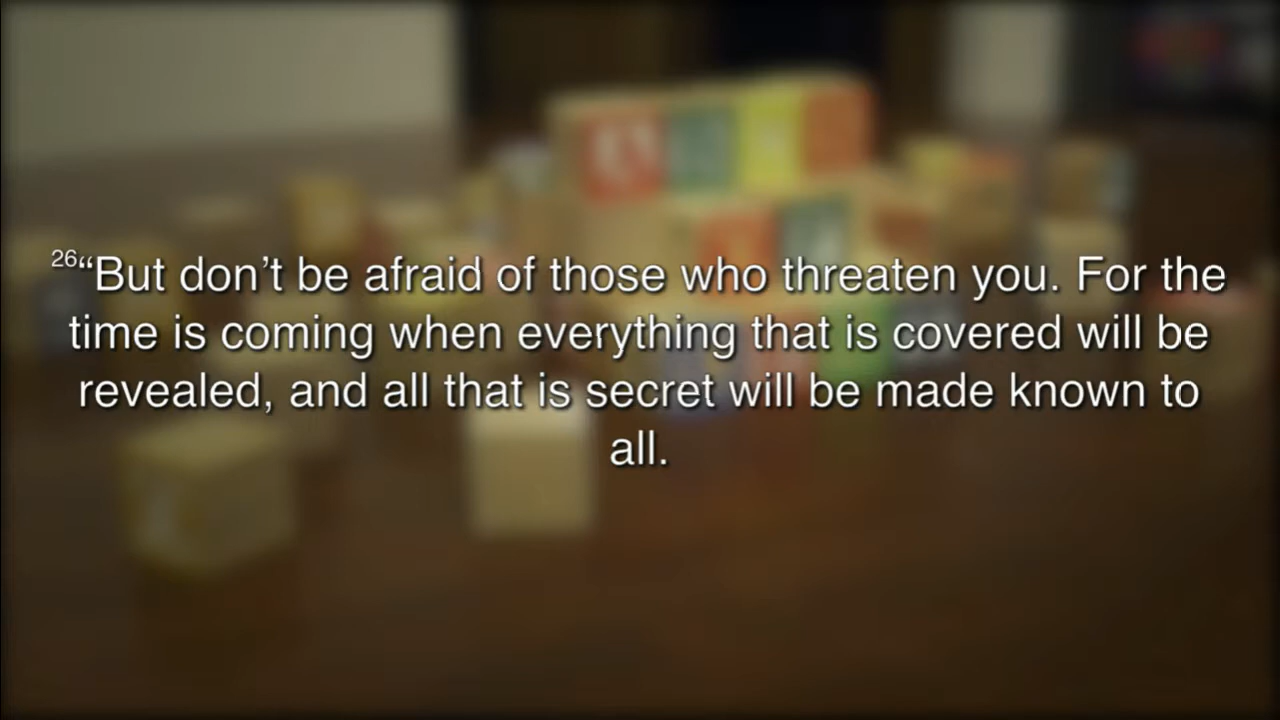 26“But don’t be afraid of those who threaten you. For the
time is coming when everything that is covered will be
revealed, and all that is secret will be made known to
all.